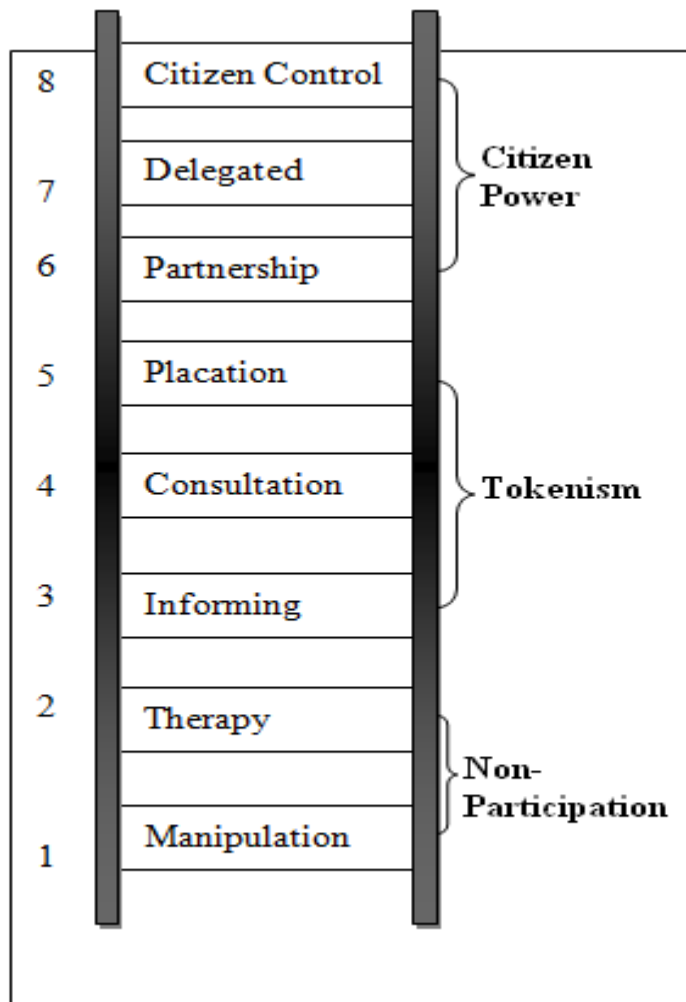 8 Citizen Control
Citizen
Power
7 Delegated
6 Partnership
5 Placation
4 Consultation
Tokenism
3 Informing
2 Therapy
Non-
Participation
1 Manipulation